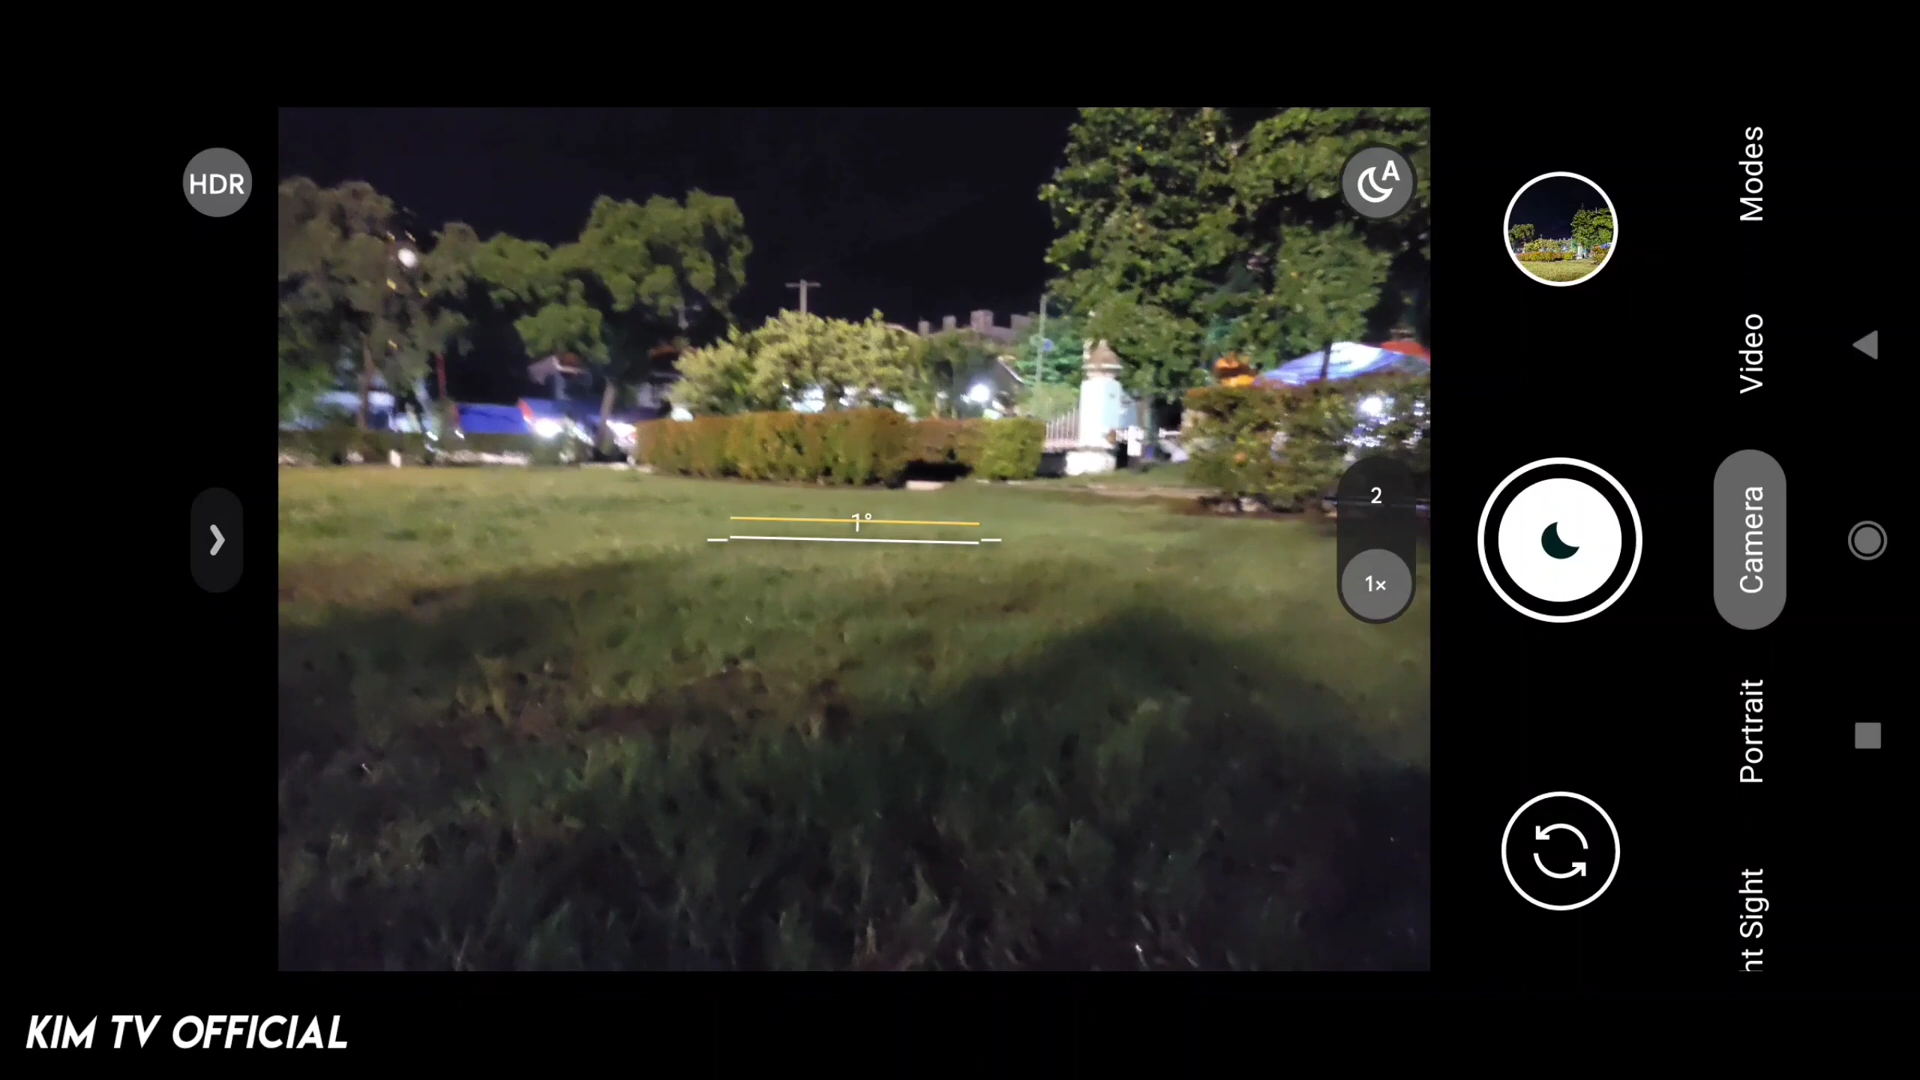 HDR
A
1°
2
1×
Modes
Video
Camera
Portrait
nt Sight
KIM TV OFFICIAL